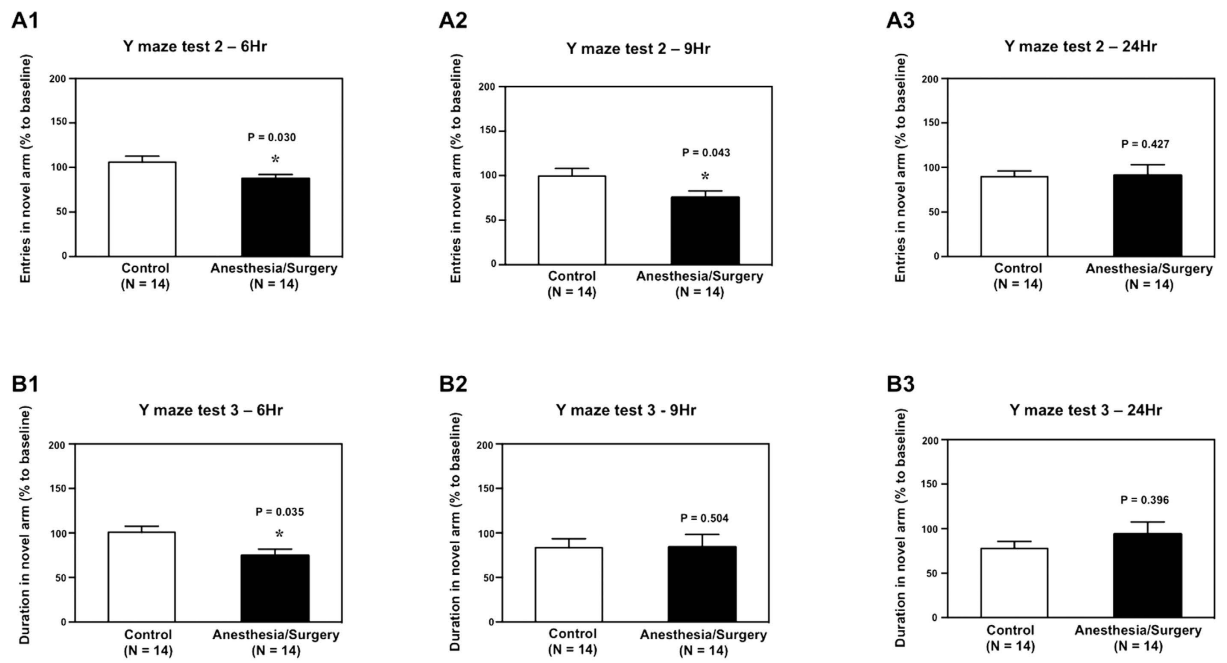 A1
Y maze test 2 – 6Hr
Entries in novel arm (% to baseline)
200
150
100
50
0
P = 0.030
*
Control
(N = 14)
Anesthesia/Surgery
(N = 14)
A2
Y maze test 2 – 9Hr
Entries in novel arm (% to baseline)
200
150
100
50
0
P = 0.043
*
Control
(N = 14)
Anesthesia/Surgery
(N = 14)
A3
Y maze test 2 – 24Hr
Entries in novel arm (% to baseline)
200
150
100
50
0
P = 0.427
Control
(N = 14)
Anesthesia/Surgery
(N = 14)
B1
Y maze test 3 – 6Hr
Duration in novel arm (% to baseline)
200
150
100
50
0
P = 0.035
*
Control
(N = 14)
Anesthesia/Surgery
(N = 14)
B2
Y maze test 3 - 9Hr
Duration in novel arm (% to baseline)
200
150
100
50
0
P = 0.504
Control
(N = 14)
Anesthesia/Surgery
(N = 14)
B3
Y maze test 3 – 24Hr
Duration in novel arm (% to baseline)
200
150
100
50
0
P = 0.396
Control
(N = 14)
Anesthesia/Surgery
(N = 14)